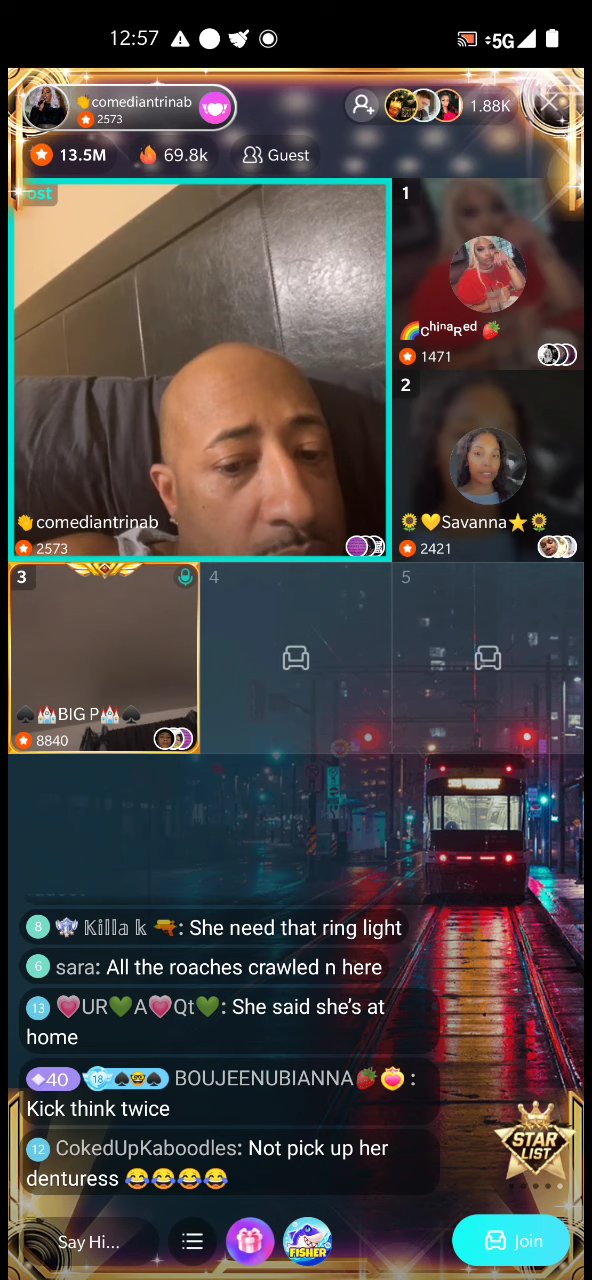 12:57
5G
👋comediantrinab
2573
1.88K
13.5M
69.8k
Guest
ost
1
🌈cʰⁱⁿᵃʀᵉᵈ 🍓
1471
2
🌻💛Savanna⭐🌻
2421
👋comediantrinab
2573
3
♠️🏰BIG P🏰♠️
8840
4
5
8 𝕂𝕚𝕝𝕝𝕒 𝕜 🔫: She need that ring light
6 sara: All the roaches crawled n here
13 💗UR💚A💗Qt💚: She said she’s at
home
40 18 ♠️🤓♠️ BOUJEENUBIANNA🍓 :
Kick think twice
12 CokedUpKaboodles: Not pick up her
denturess 😂😂😂😂
STAR
LIST
Say Hi...
FISHER
Join